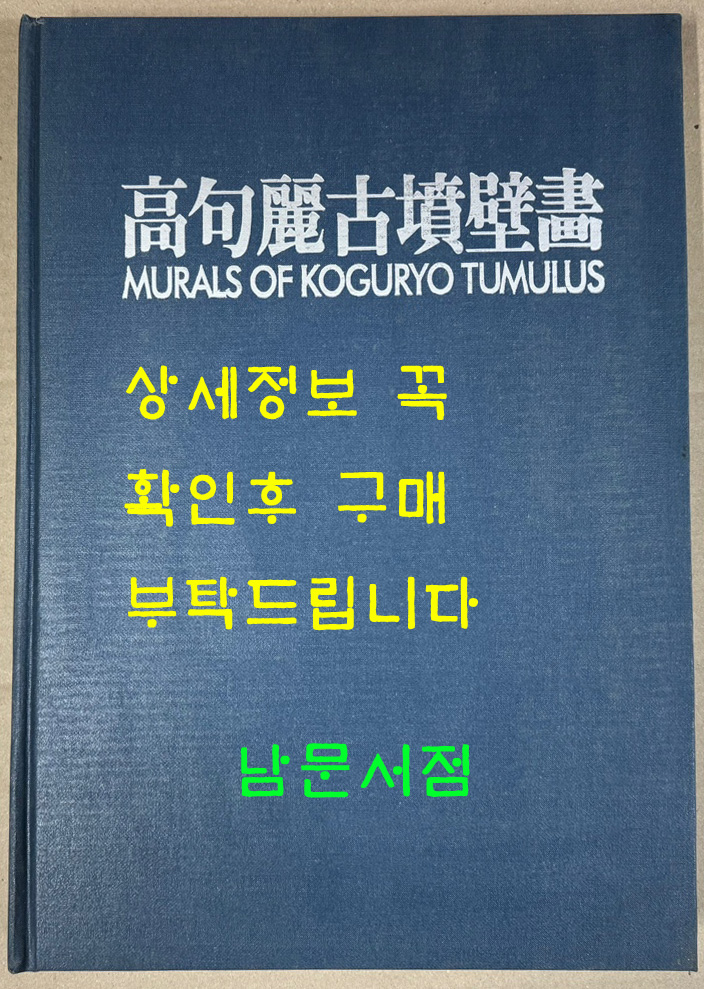 高句麗古墳壁畫
MURALS OF KOGURYO TUMULUS
상세정보 꼭
확인후 구매
부탁드립니다
남문서점